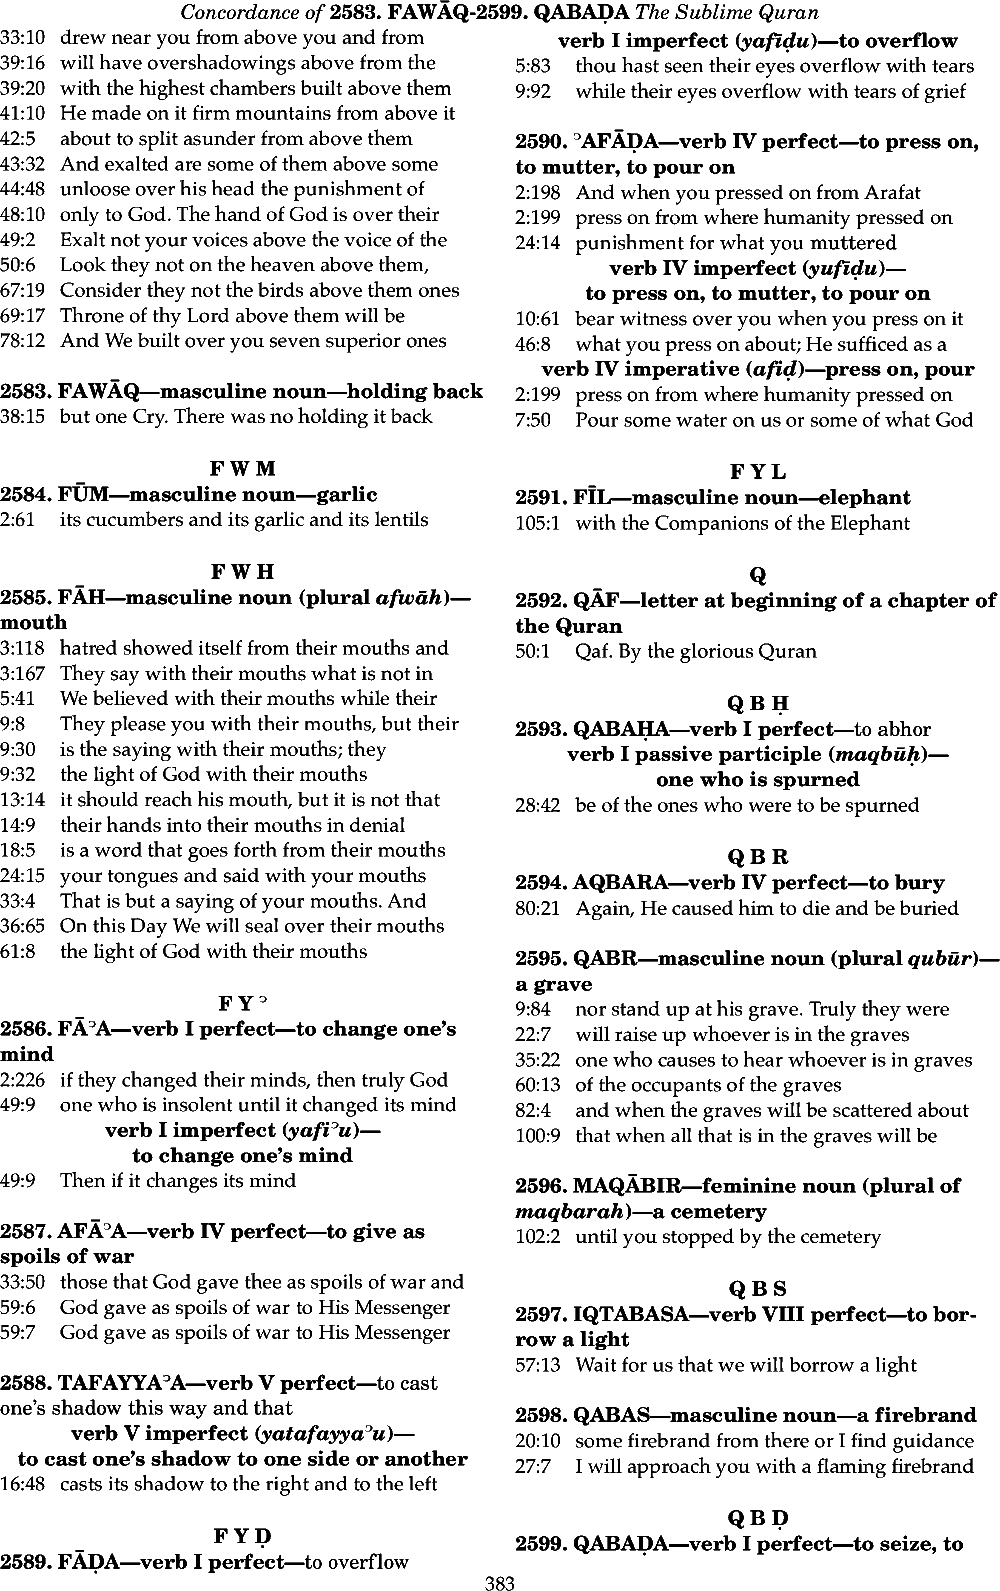 Concordance of 2583. FAWĀQ-2599. QABAḌA The Sublime Quran
33:10 drew near you from above you and from
39:16 will have overshadowings above from the
39:20 with the highest chambers built above them
41:10 He made on it firm mountains from above it
42:5 about to split asunder from above them
43:32 And exalted are some of them above some
44:48 unloose over his head the punishment of
48:10 only to God. The hand of God is over their
49:2 Exalt not your voices above the voice of the
50:6 Look they not on the heaven above them,
67:19 Consider they not the birds above them ones
69:17 Throne of thy Lord above them will be
78:12 And We built over you seven superior ones
2583. FAWĀQ—masculine noun—holding back
38:15 but one Cry. There was no holding it back
F W M
2584. FŪM—masculine noun—garlic
2:61 its cucumbers and its garlic and its lentils
F W H
2585. FĀH—masculine noun (plural afwāh)—
mouth
3:118 hatred showed itself from their mouths and
3:167 They say with their mouths what is not in
5:41 We believed with their mouths while their
9:8 They please you with their mouths, but their
9:30 is the saying with their mouths; they
9:32 the light of God with their mouths
13:14 it should reach his mouth, but it is not that
14:9 their hands into their mouths in denial
18:5 is a word that goes forth from their mouths
24:15 your tongues and said with your mouths
33:4 That is but a saying of your mouths. And
36:65 On this Day We will seal over their mouths
61:8 the light of God with their mouths
F Y ᵓ
2586. FĀᵓA—verb I perfect—to change one's
mind
2:226 if they changed their minds, then truly God
49:9 one who is insolent until it changed its mind
verb I imperfect (yafiᵓu)—
to change one's mind
49:9 Then if it changes its mind
2587. AFĀᵓA—verb IV perfect—to give as
spoils of war
33:50 those that God gave thee as spoils of war and
59:6 God gave as spoils of war to His Messenger
59:7 God gave as spoils of war to His Messenger
2588. TAFAYYAᵓA—verb V perfect—to cast
one's shadow this way and that
verb V imperfect (yatafayyaᵓu)—
to cast one's shadow to one side or another
16:48 casts its shadow to the right and to the left
F Y Ḍ
2589. FĀḌA—verb I perfect—to overflow
verb I imperfect (yafīḍu)—to overflow
5:83 thou hast seen their eyes overflow with tears
9:92 while their eyes overflow with tears of grief
2590. ᵓAFĀḌA—verb IV perfect—to press on,
to mutter, to pour on
2:198 And when you pressed on from Arafat
2:199 press on from where humanity pressed on
24:14 punishment for what you muttered
verb IV imperfect (yufīḍu)—
to press on, to mutter, to pour on
10:61 bear witness over you when you press on it
46:8 what you press on about; He sufficed as a
verb IV imperative (afiḍ)—press on, pour
2:199 press on from where humanity pressed on
7:50 Pour some water on us or some of what God
F Y L
2591. FĪL—masculine noun—elephant
105:1 with the Companions of the Elephant
Q
2592. QĀF—letter at beginning of a chapter of
the Quran
50:1 Qaf. By the glorious Quran
Q B Ḥ
2593. QABAḤA—verb I perfect—to abhor
verb I passive participle (maqbūḥ)—
one who is spurned
28:42 be of the ones who were to be spurned
Q B R
2594. AQBARA—verb IV perfect—to bury
80:21 Again, He caused him to die and be buried
2595. QABR—masculine noun (plural qubūr)—
a grave
9:84 nor stand up at his grave. Truly they were
22:7 will raise up whoever is in the graves
35:22 one who causes to hear whoever is in graves
60:13 of the occupants of the graves
82:4 and when the graves will be scattered about
100:9 that when all that is in the graves will be
2596. MAQĀBIR—feminine noun (plural of
maqbarah)—a cemetery
102:2 until you stopped by the cemetery
Q B S
2597. IQTABASA—verb VIII perfect—to bor-
row a light
57:13 Wait for us that we will borrow a light
2598. QABAS—masculine noun—a firebrand
20:10 some firebrand from there or I find guidance
27:7 I will approach you with a flaming firebrand
Q B Ḍ
2599. QABAḌA—verb I perfect—to seize, to
383